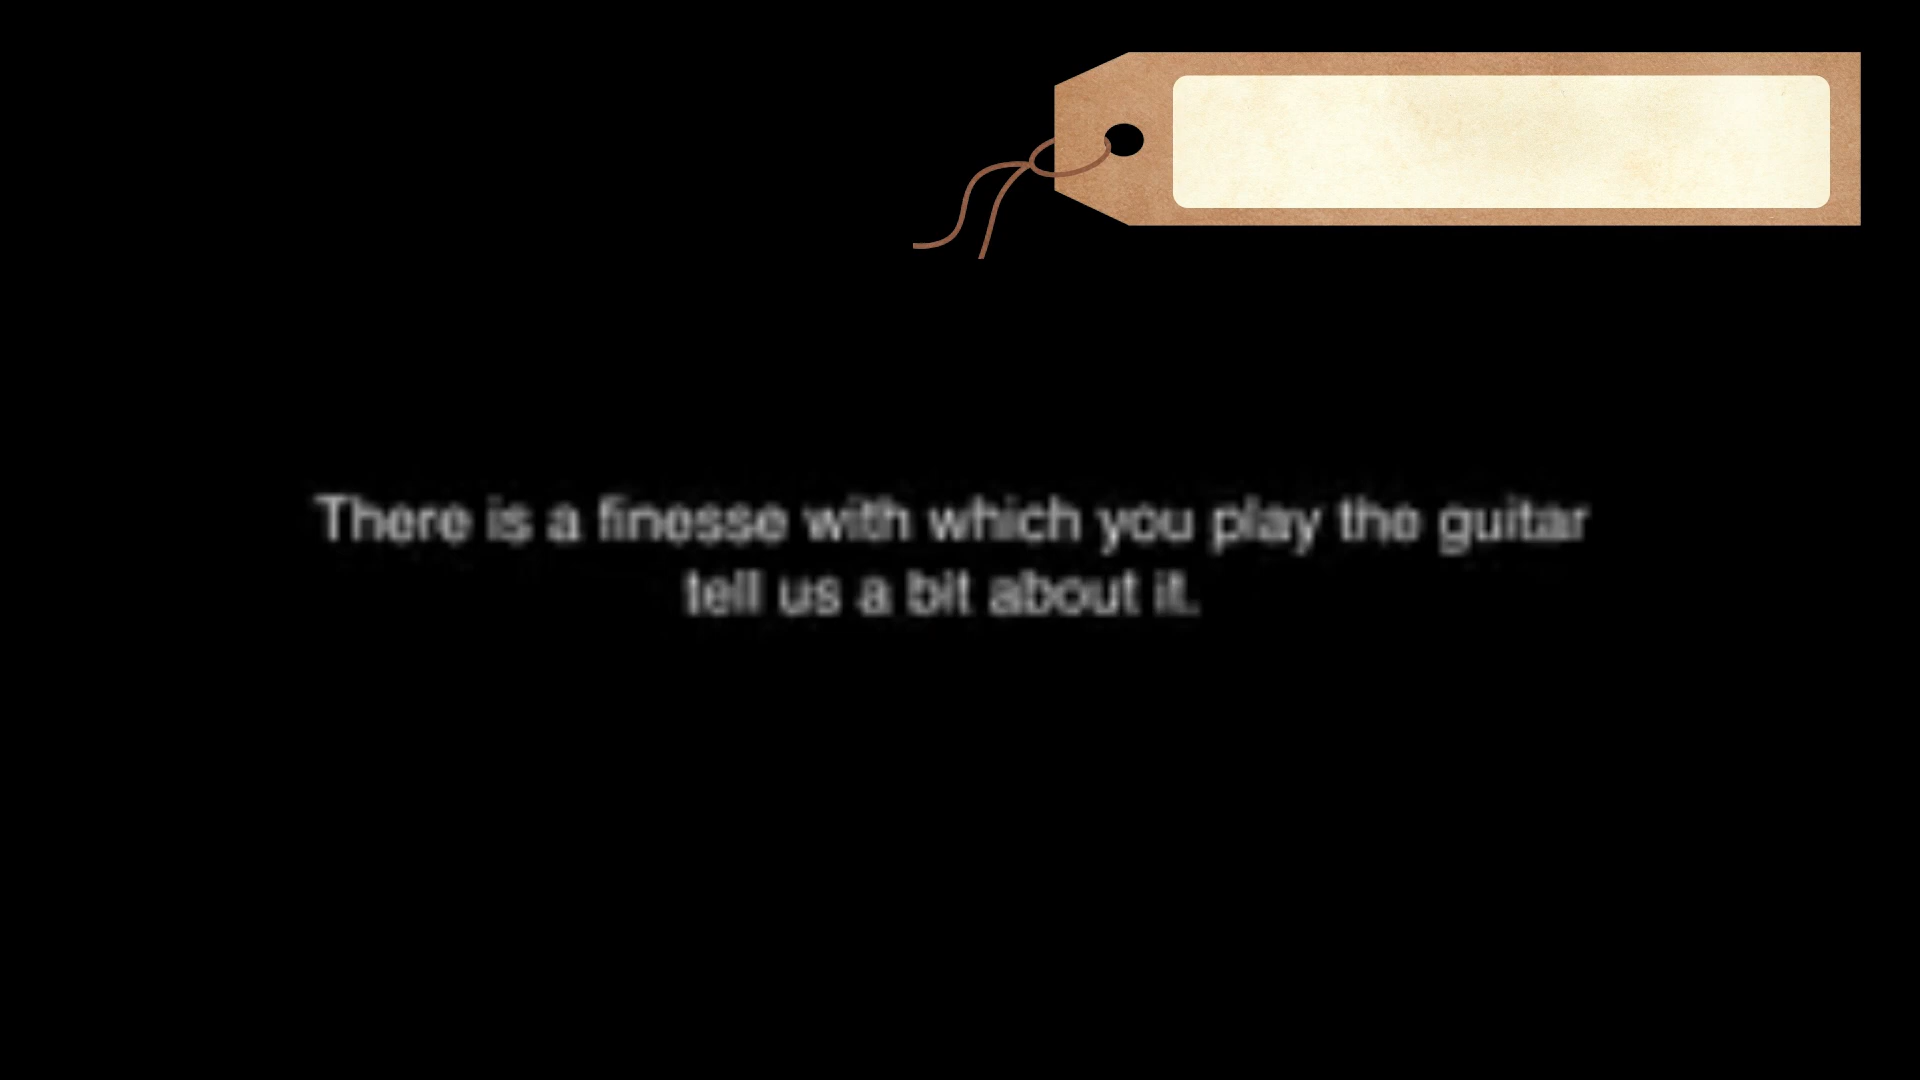 There is a finesse with which you play the guitar
tell us a bit about it.